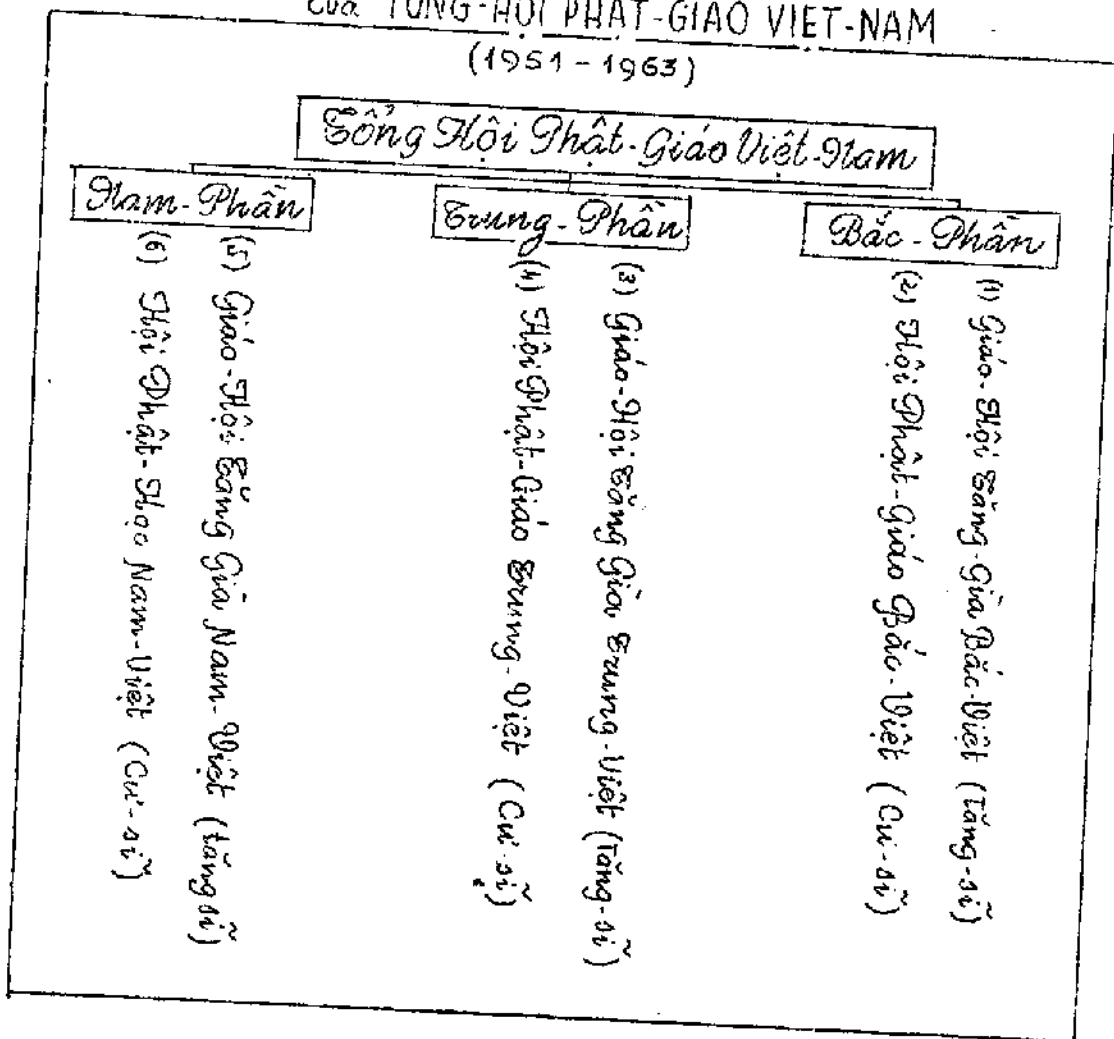 của TỔNG-HỘI PHẬT-GIÁO VIỆT-NAM
(1951 - 1963)
Tổng Hội Phật-Giáo Việt-Nam
Nam-Phần
Trung-Phần
Bắc-Phần
(1) Giáo-Hội Tăng-Già Bắc-Việt (Tăng-sĩ)
(2) Hội Phật-Giáo Bắc-Việt (Cư-sĩ)
(3) Giáo-Hội Tăng Già Trung-Việt (Tăng-sĩ)
(4) Hội Phật-Giáo Trung-Việt (Cư-sĩ)
(5) Giáo-Hội Tăng Già Nam-Việt (tăng sĩ)
(6) Hội Phật-Học Nam-Việt (Cư-sĩ)